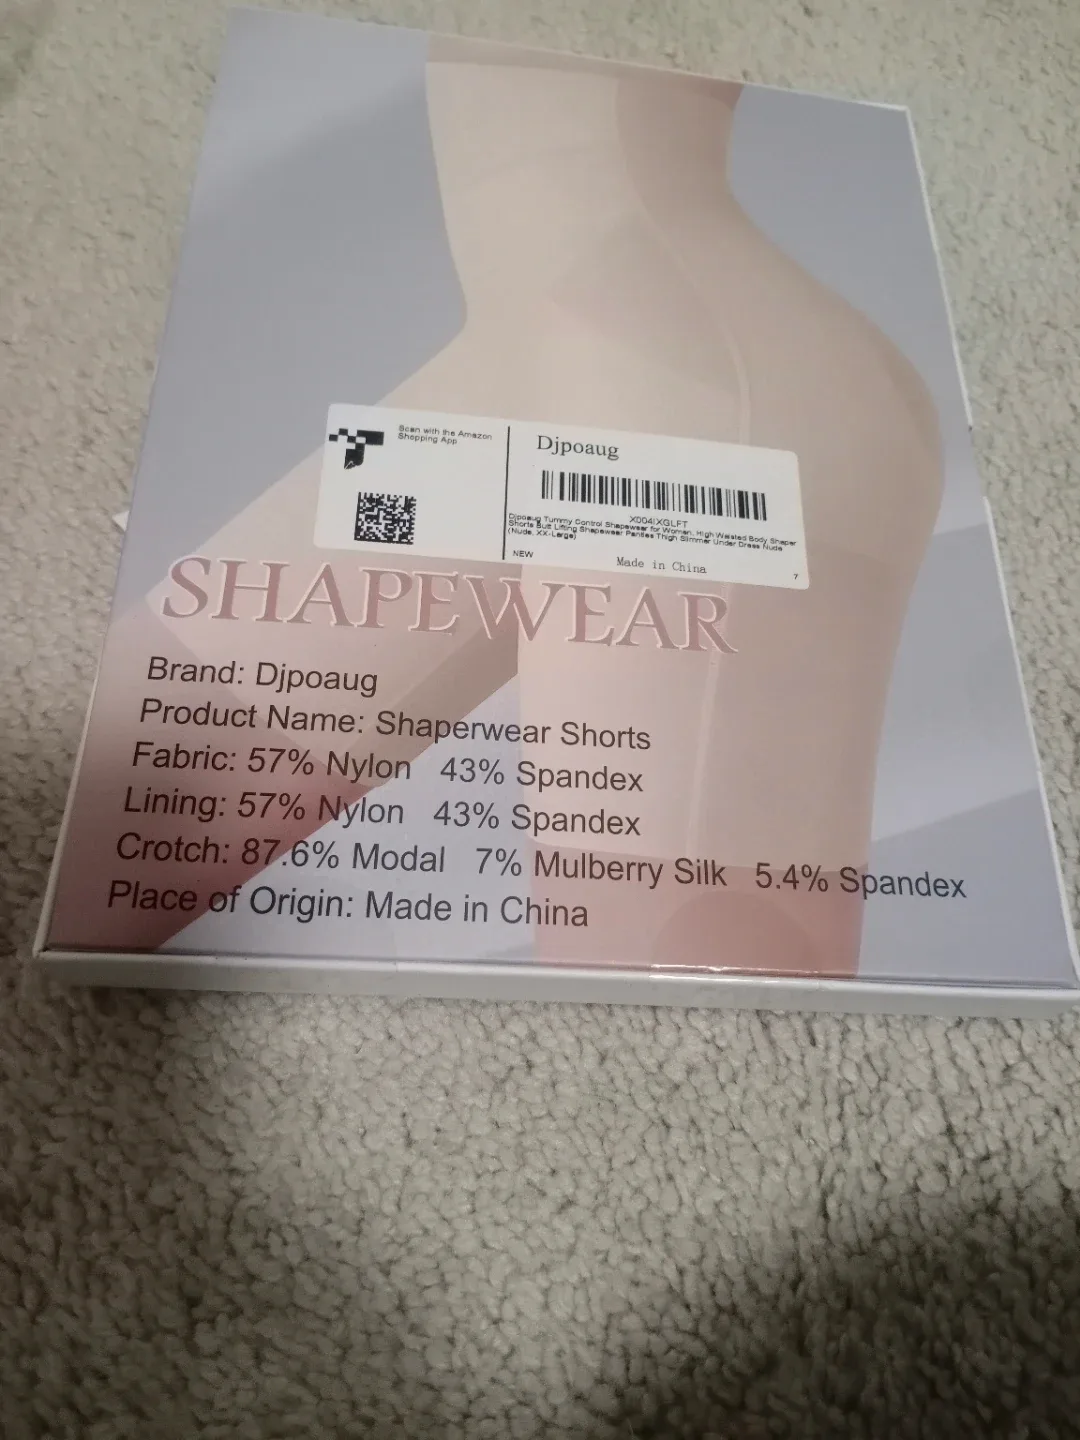 Scan with the Amazon
Shopping App
Djpoaug
X004IXGLFT
Djpoaug Tummy Control Shapewear for Women, High Waisted Body Shaper
Shorts Butt Lifting Shapewear Panties Thigh Slimmer Under Dress Nude
(Nude, XX-Large)
NEW
Made in China
7
SHAPEWEAR
Brand: Djpoaug
Product Name: Shaperwear Shorts
Fabric: 57% Nylon 43% Spandex
Lining: 57% Nylon 43% Spandex
Crotch: 87.6% Modal 7% Mulberry Silk 5.4% Spandex
Place of Origin: Made in China